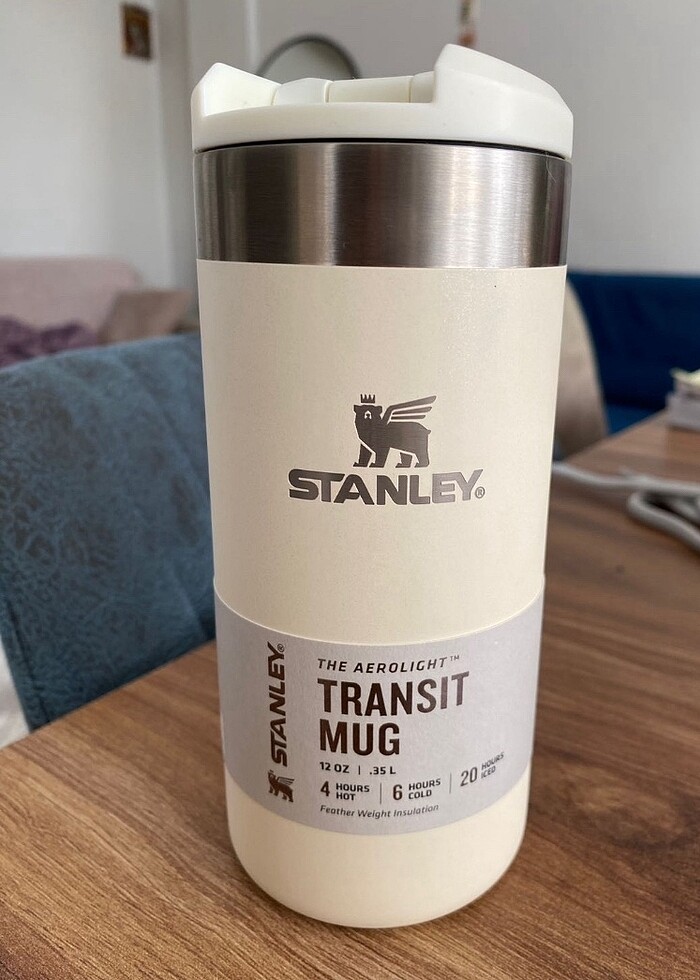 STANLEY®
STANLEY®
THE AEROLIGHT™
TRANSIT
MUG
12 OZ | .35 L
4 HOURS HOT | 6 HOURS COLD | 20 HOURS ICED
Feather Weight Insulation